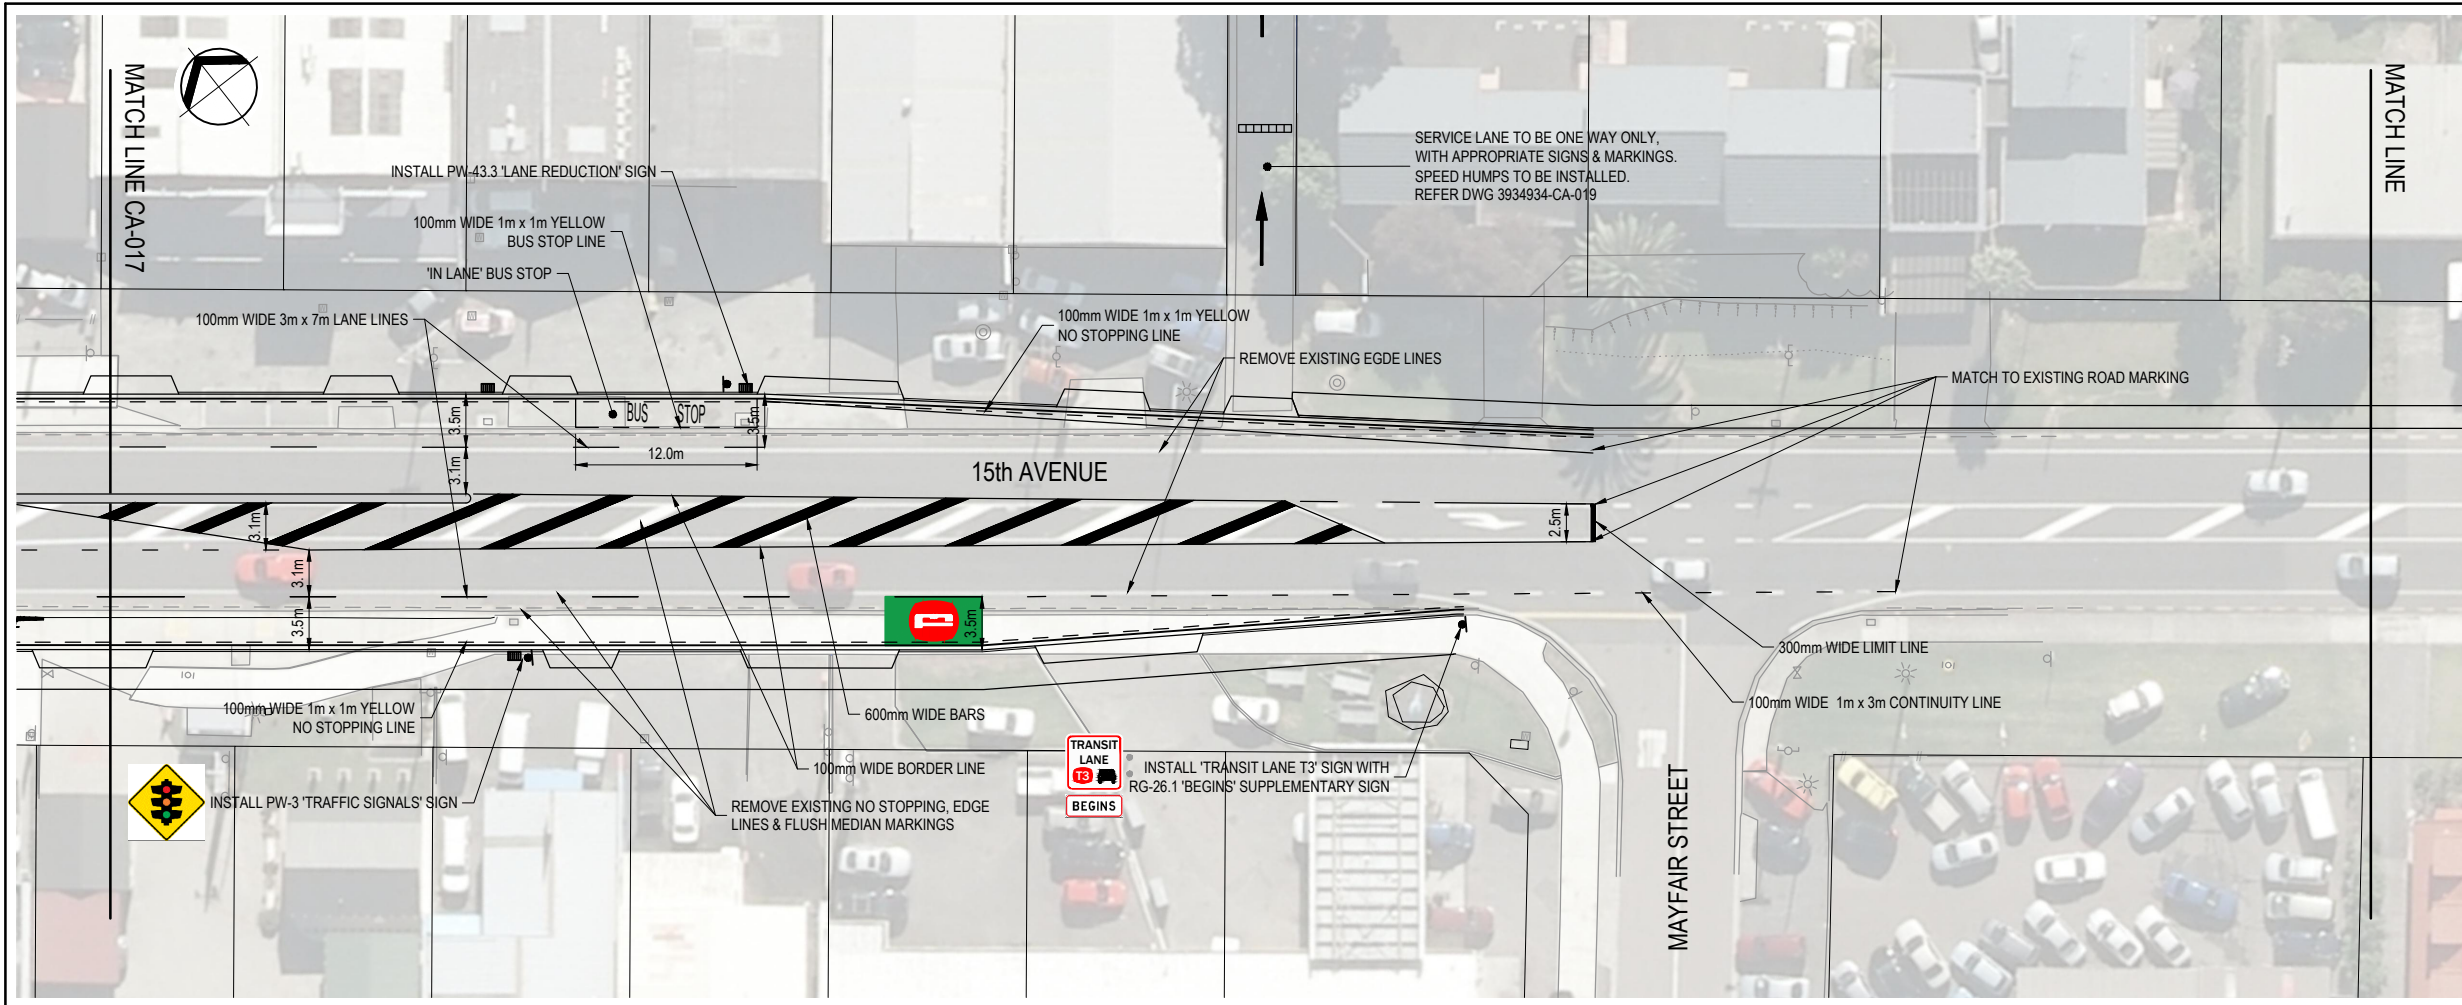 MATCH LINE CA-017
MATCH LINE
INSTALL PW-43.3 'LANE REDUCTION' SIGN
100mm WIDE 1m x 1m YELLOW
BUS STOP LINE
'IN LANE' BUS STOP
100mm WIDE 3m x 7m LANE LINES
SERVICE LANE TO BE ONE WAY ONLY,
WITH APPROPRIATE SIGNS & MARKINGS.
SPEED HUMPS TO BE INSTALLED.
REFER DWG 3934934-CA-019
100mm WIDE 1m x 1m YELLOW
NO STOPPING LINE
REMOVE EXISTING EGDE LINES
MATCH TO EXISTING ROAD MARKING
BUS STOP
3.5m
3.5m
12.0m
3.1m
15th AVENUE
3.1m
2.5m
3.1m
3.5m
3.5m
300mm WIDE LIMIT LINE
100mm WIDE 1m x 3m CONTINUITY LINE
100mm WIDE 1m x 1m YELLOW
NO STOPPING LINE
600mm WIDE BARS
100mm WIDE BORDER LINE
TRANSIT
LANE
T3
BEGINS
INSTALL 'TRANSIT LANE T3' SIGN WITH
RG-26.1 'BEGINS' SUPPLEMENTARY SIGN
INSTALL PW-3 'TRAFFIC SIGNALS' SIGN
REMOVE EXISTING NO STOPPING, EDGE
LINES & FLUSH MEDIAN MARKINGS
MAYFAIR STREET